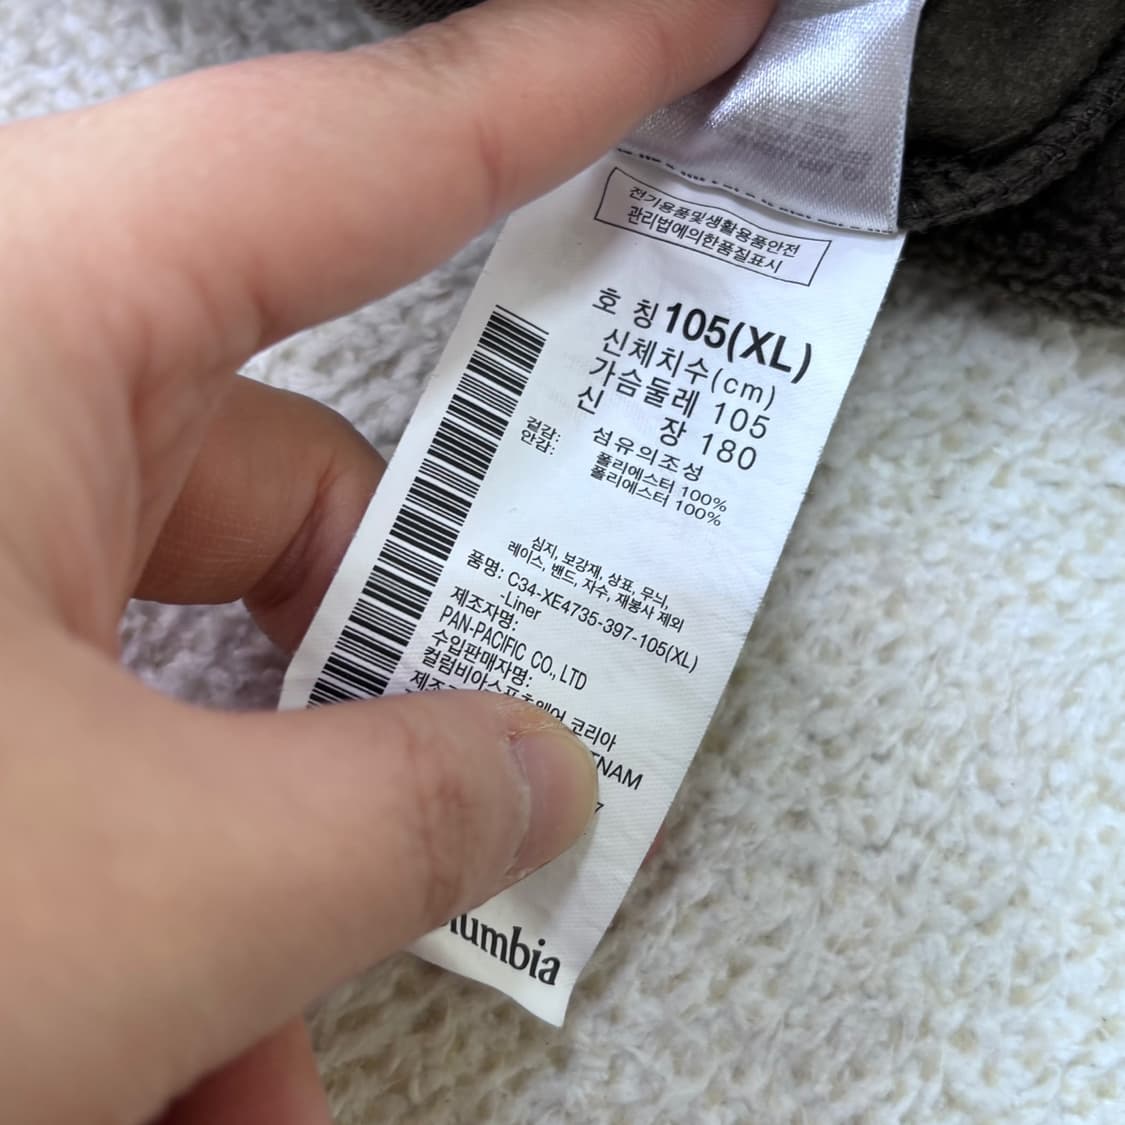 전기용품및생활용품안전
관리법에의한품질표시
호 칭 105(XL)
신체치수(cm)
가슴둘레 105
신 장 180
섬유의조성
겉감: 폴리에스터 100%
안감: 폴리에스터 100%
심지, 보강재, 상표, 무늬,
레이스, 밴드, 자수, 재봉사 제외
품명: C34-XE4735-397-105(XL)
-Liner
제조자명:
PAN-PACIFIC CO., LTD
수입판매자명:
컬럼비아스포츠웨어 코리아